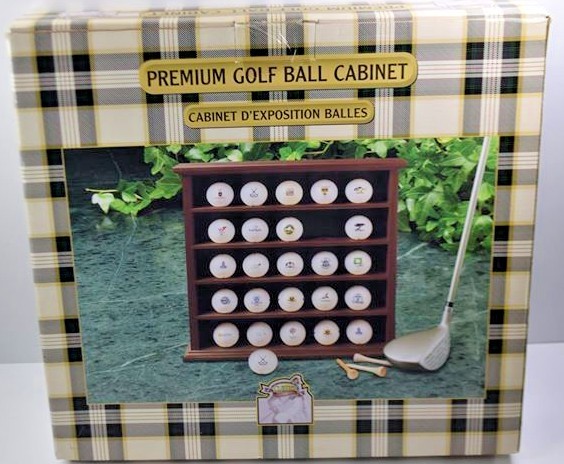 PREMIUM GOLF BALL CABINET
CABINET D'EXPOSITION BALLES